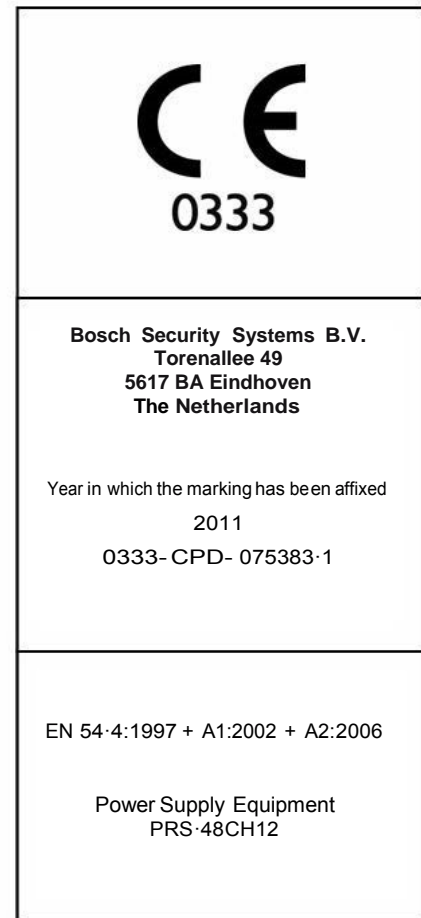 CE
0333
Bosch Security Systems B.V.
Torenallee 49
5617 BA Eindhoven
The Netherlands
Year in which the marking has been affixed
2011
0333-CPD-075383·1
EN 54·4:1997 + A1:2002 + A2:2006
Power Supply Equipment
PRS·48CH12